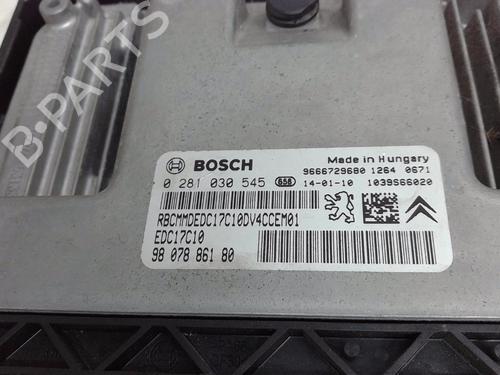 BOSCH
Made in Hungary
9666729680 1264 0671
0 281 030 545 658 14-01-10 1039S66020
RBCMMDEDC17C10DV4CCEM01
EDC17C10
98 078 861 80
B-Parts